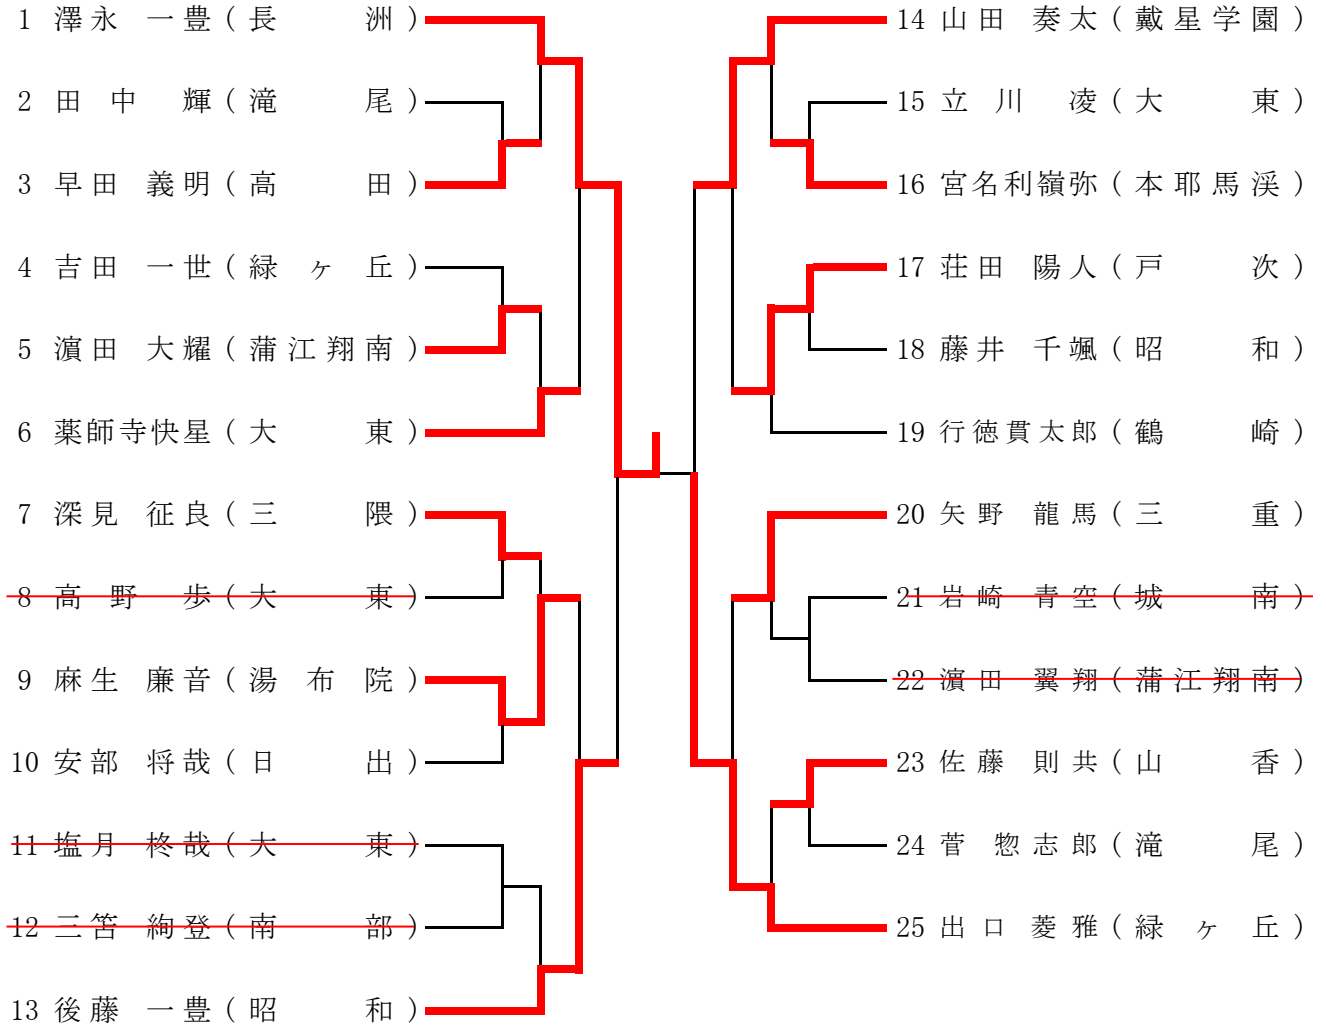 1 澤永 一豊 ( 長 洲 )
2 田中 輝 ( 滝 尾 )
3 早田 義明 ( 高 田 )
4 吉田 一世 ( 緑 ヶ 丘 )
5 濵田 大耀 ( 蒲江翔南 )
6 薬師寺快星 ( 大 東 )
7 深見 征良 ( 三 隈 )
8 高野 歩 ( 大 東 )
9 麻生 廉音 ( 湯 布 院 )
10 安部 将哉 ( 日 出 )
11 塩月 柊哉 ( 大 東 )
12 三笘 絢登 ( 南 部 )
13 後藤 一豊 ( 昭 和 )
14 山田 奏太 ( 戴星学園 )
15 立川 凌 ( 大 東 )
16 宮名利嶺弥 ( 本耶馬渓 )
17 荘田 陽人 ( 戸 次 )
18 藤井 千颯 ( 昭 和 )
19 行徳貫太郎 ( 鶴 崎 )
20 矢野 龍馬 ( 三 重 )
21 岩崎 青空 ( 城 南 )
22 濵田 翼翔 ( 蒲江翔南 )
23 佐藤 則共 ( 山 香 )
24 菅 惣志郎 ( 滝 尾 )
25 出口 菱雅 ( 緑 ヶ 丘 )